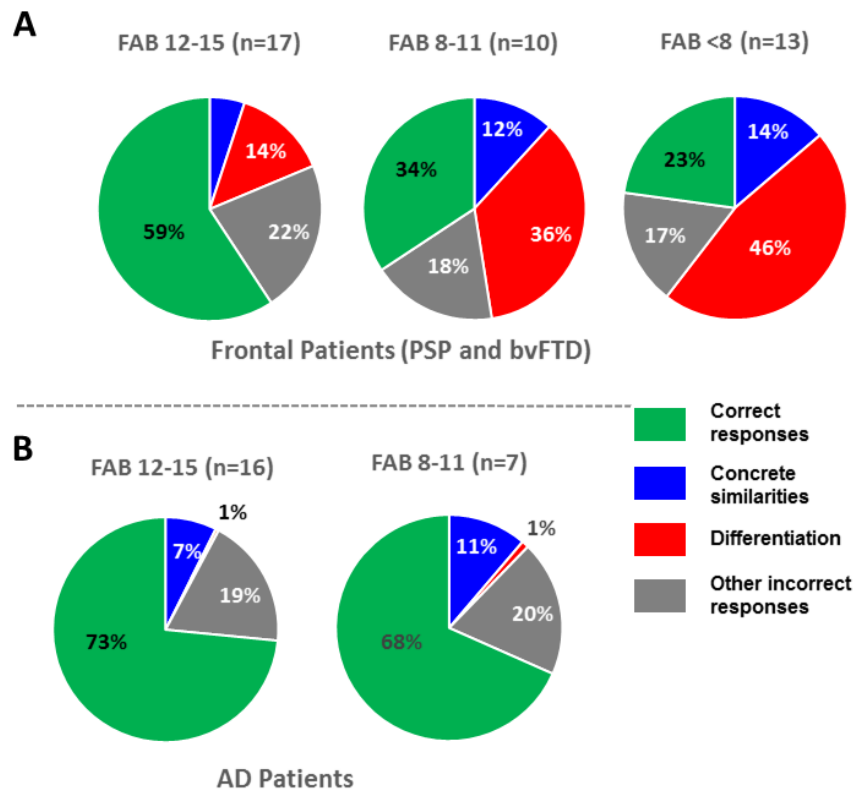 A
FAB 12-15 (n=17)
FAB 8-11 (n=10)
FAB <8 (n=13)
14%
22%
59%
12%
36%
18%
34%
14%
46%
17%
23%
Frontal Patients (PSP and bvFTD)
Correct
responses
Concrete
similarities
Differentiation
Other incorrect
responses
B
FAB 12-15 (n=16)
FAB 8-11 (n=7)
7%
1%
19%
73%
11%
1%
20%
68%
AD Patients